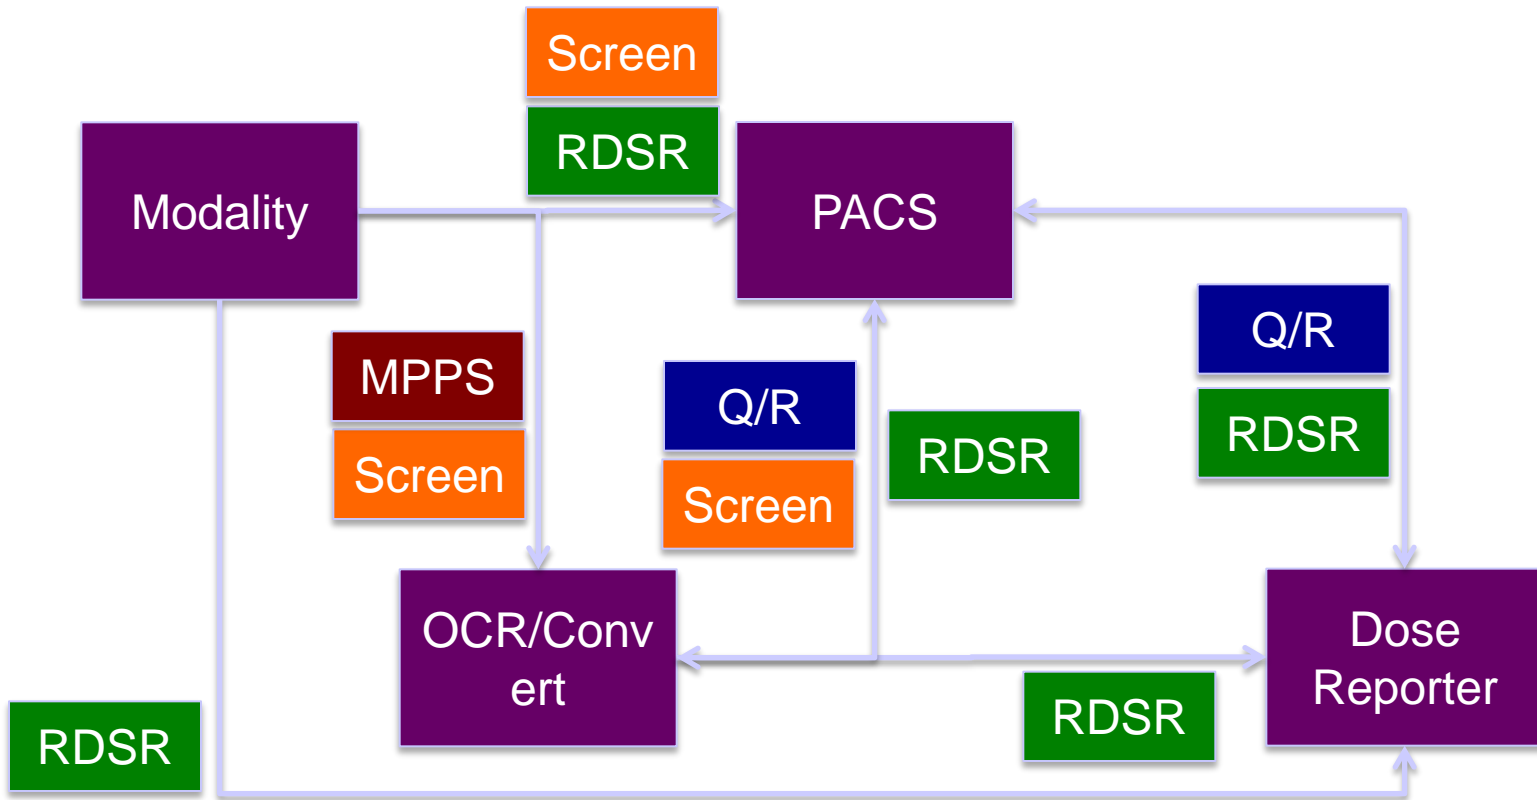 Screen
RDSR
Modality
PACS
MPPS
Screen
Q/R
Screen
RDSR
Q/R
RDSR
OCR/Conv
ert
Dose
Reporter
RDSR
RDSR